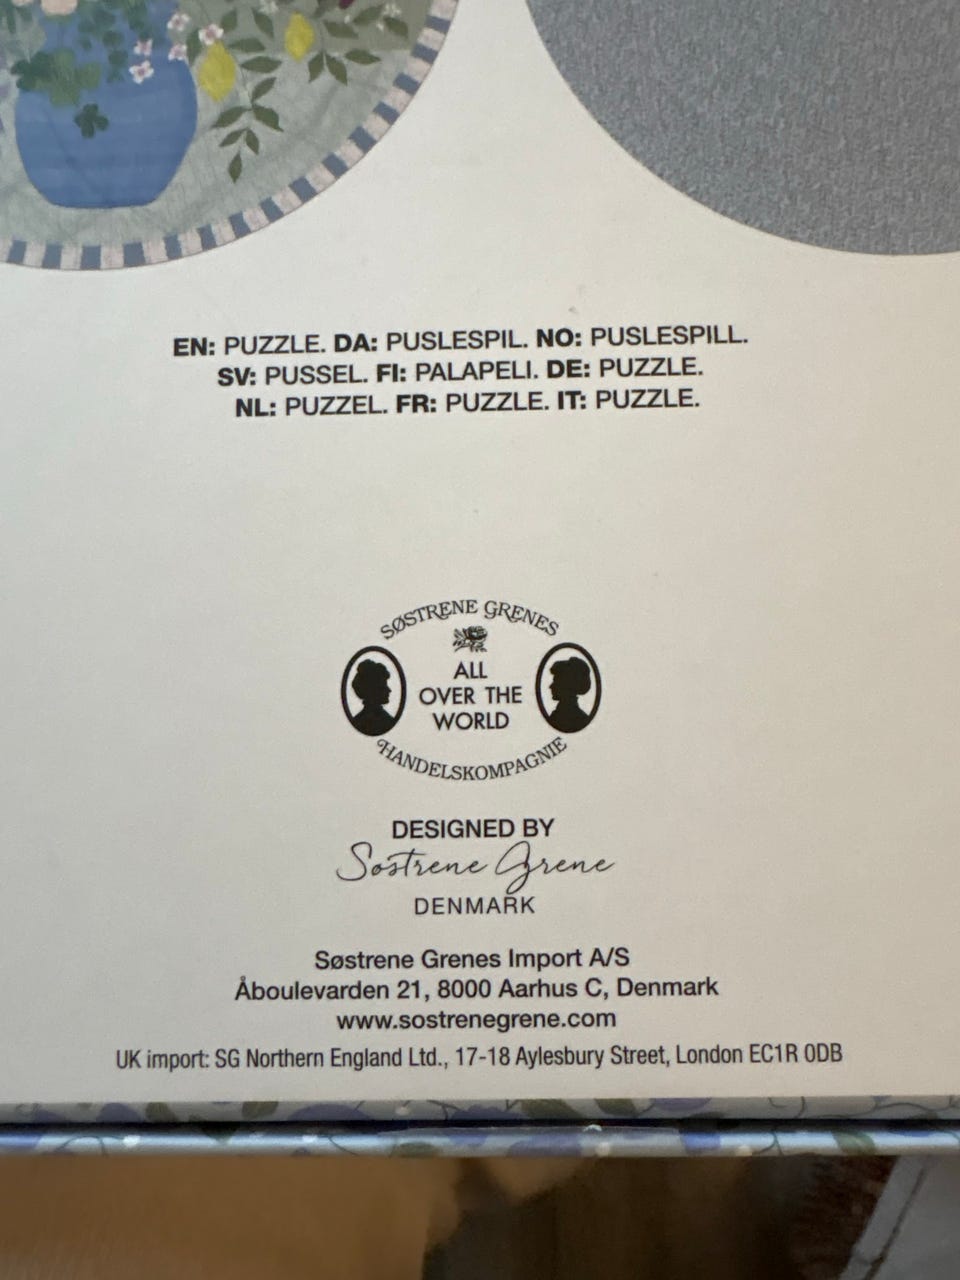 EN: PUZZLE. DA: PUSLESPIL. NO: PUSLESPILL.
SV: PUSSEL. FI: PALAPELI. DE: PUZZLE.
NL: PUZZEL. FR: PUZZLE. IT: PUZZLE.
SØSTRENE GRENES
ALL
OVER THE
WORLD
HANDELSKOMPAGNIE
DESIGNED BY
Søstrene Grene
DENMARK
Søstrene Grenes Import A/S
Åboulevarden 21, 8000 Aarhus C, Denmark
www.sostrenegrene.com
UK import: SG Northern England Ltd., 17-18 Aylesbury Street, London EC1R 0DB